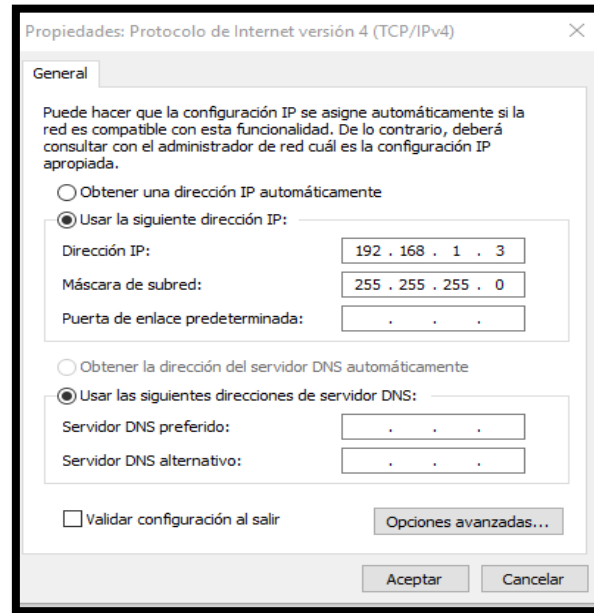 Propiedades: Protocolo de Internet versión 4 (TCP/IPv4)
General
Puede hacer que la configuración IP se asigne automáticamente si la
red es compatible con esta funcionalidad. De lo contrario, deberá
consultar con el administrador de red cuál es la configuración IP
apropiada.
Obtener una dirección IP automáticamente
Usar la siguiente dirección IP:
Dirección IP: 192 . 168 . 1 . 3
Máscara de subred: 255 . 255 . 255 . 0
Puerta de enlace predeterminada: . . .
Obtener la dirección del servidor DNS automáticamente
Usar las siguientes direcciones de servidor DNS:
Servidor DNS preferido: . . .
Servidor DNS alternativo: . . .
Validar configuración al salir Opciones avanzadas...
Aceptar Cancelar